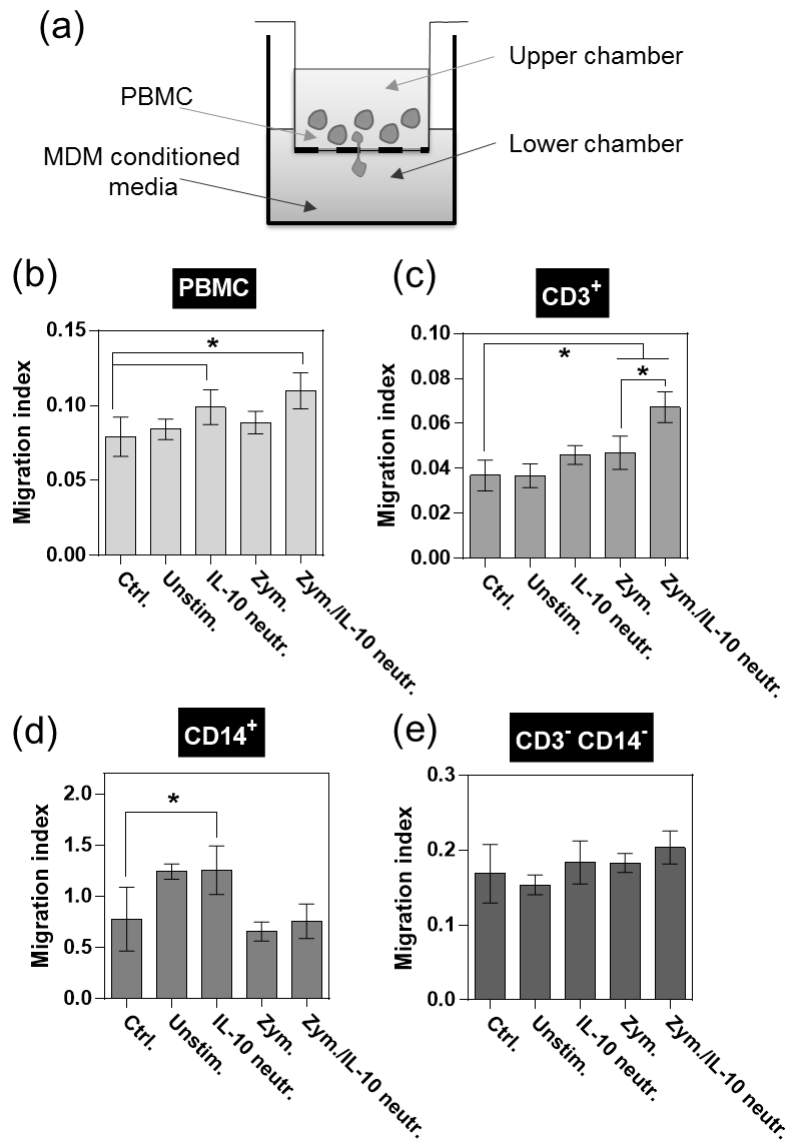 (a)
Upper chamber
PBMC
MDM conditioned
media
Lower chamber
(b)
PBMC
Migration index
0.15
0.10
0.05
0.00
*
Ctrl.
Unstim.
IL-10 neutr.
Zym.
Zym./IL-10 neutr.
(c)
CD3⁺
Migration index
0.10
0.08
0.06
0.04
0.02
0.00
*
*
Ctrl.
Unstim.
IL-10 neutr.
Zym.
Zym./IL-10 neutr.
(d)
CD14⁺
Migration index
2.0
1.5
1.0
0.5
0.0
*
Ctrl.
Unstim.
IL-10 neutr.
Zym.
Zym./IL-10 neutr.
(e)
CD3⁻ CD14⁻
Migration index
0.3
0.2
0.1
0.0
Ctrl.
Unstim.
IL-10 neutr.
Zym.
Zym./IL-10 neutr.